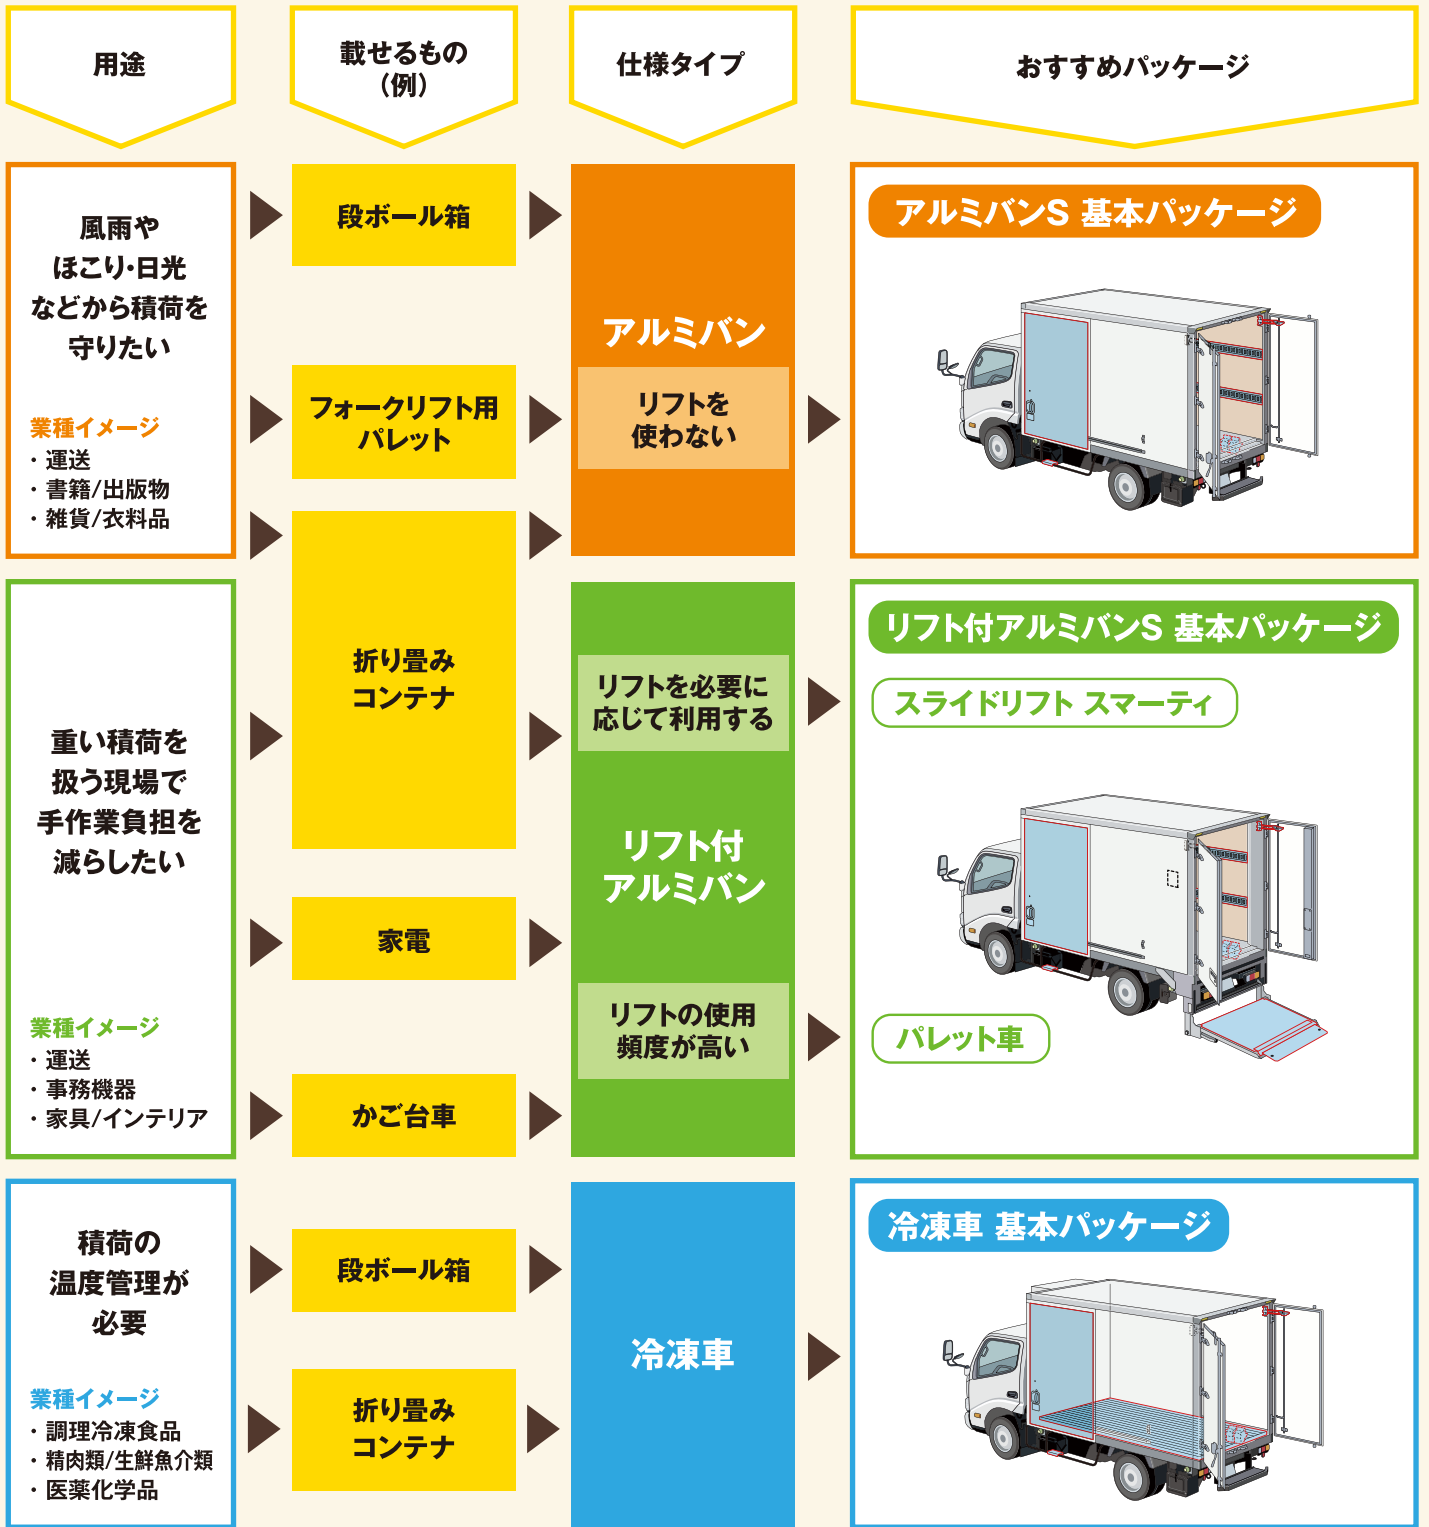 用途
載せるもの
（例）
仕様タイプ
おすすめパッケージ
風雨や
ほこり・日光
などから積荷を
守りたい
業種イメージ
・ 運送
・ 書籍/出版物
・ 雑貨/衣料品
段ボール箱
フォークリフト用
パレット
アルミバン
リフトを
使わない
アルミバンS 基本パッケージ
折り畳み
コンテナ
重い積荷を
扱う現場で
手作業負担を
減らしたい
業種イメージ
・ 運送
・ 事務機器
・ 家具/インテリア
家電
かご台車
リフトを必要に
応じて利用する
リフト付
アルミバン
リフトの使用
頻度が高い
リフト付アルミバンS 基本パッケージ
スライドリフト スマーティ
パレット車
積荷の
温度管理が
必要
業種イメージ
・ 調理冷凍食品
・ 精肉類/生鮮魚介類
・ 医薬化学品
段ボール箱
折り畳み
コンテナ
冷凍車
冷凍車 基本パッケージ